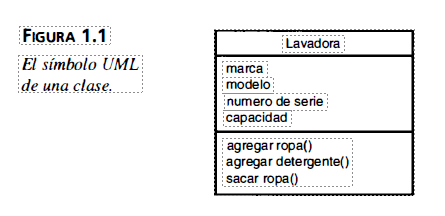 FIGURA 1.1
El símbolo UML
de una clase.
Lavadora
marca
modelo
numero de serie
capacidad
agregar ropa()
agregar detergente()
sacar ropa()